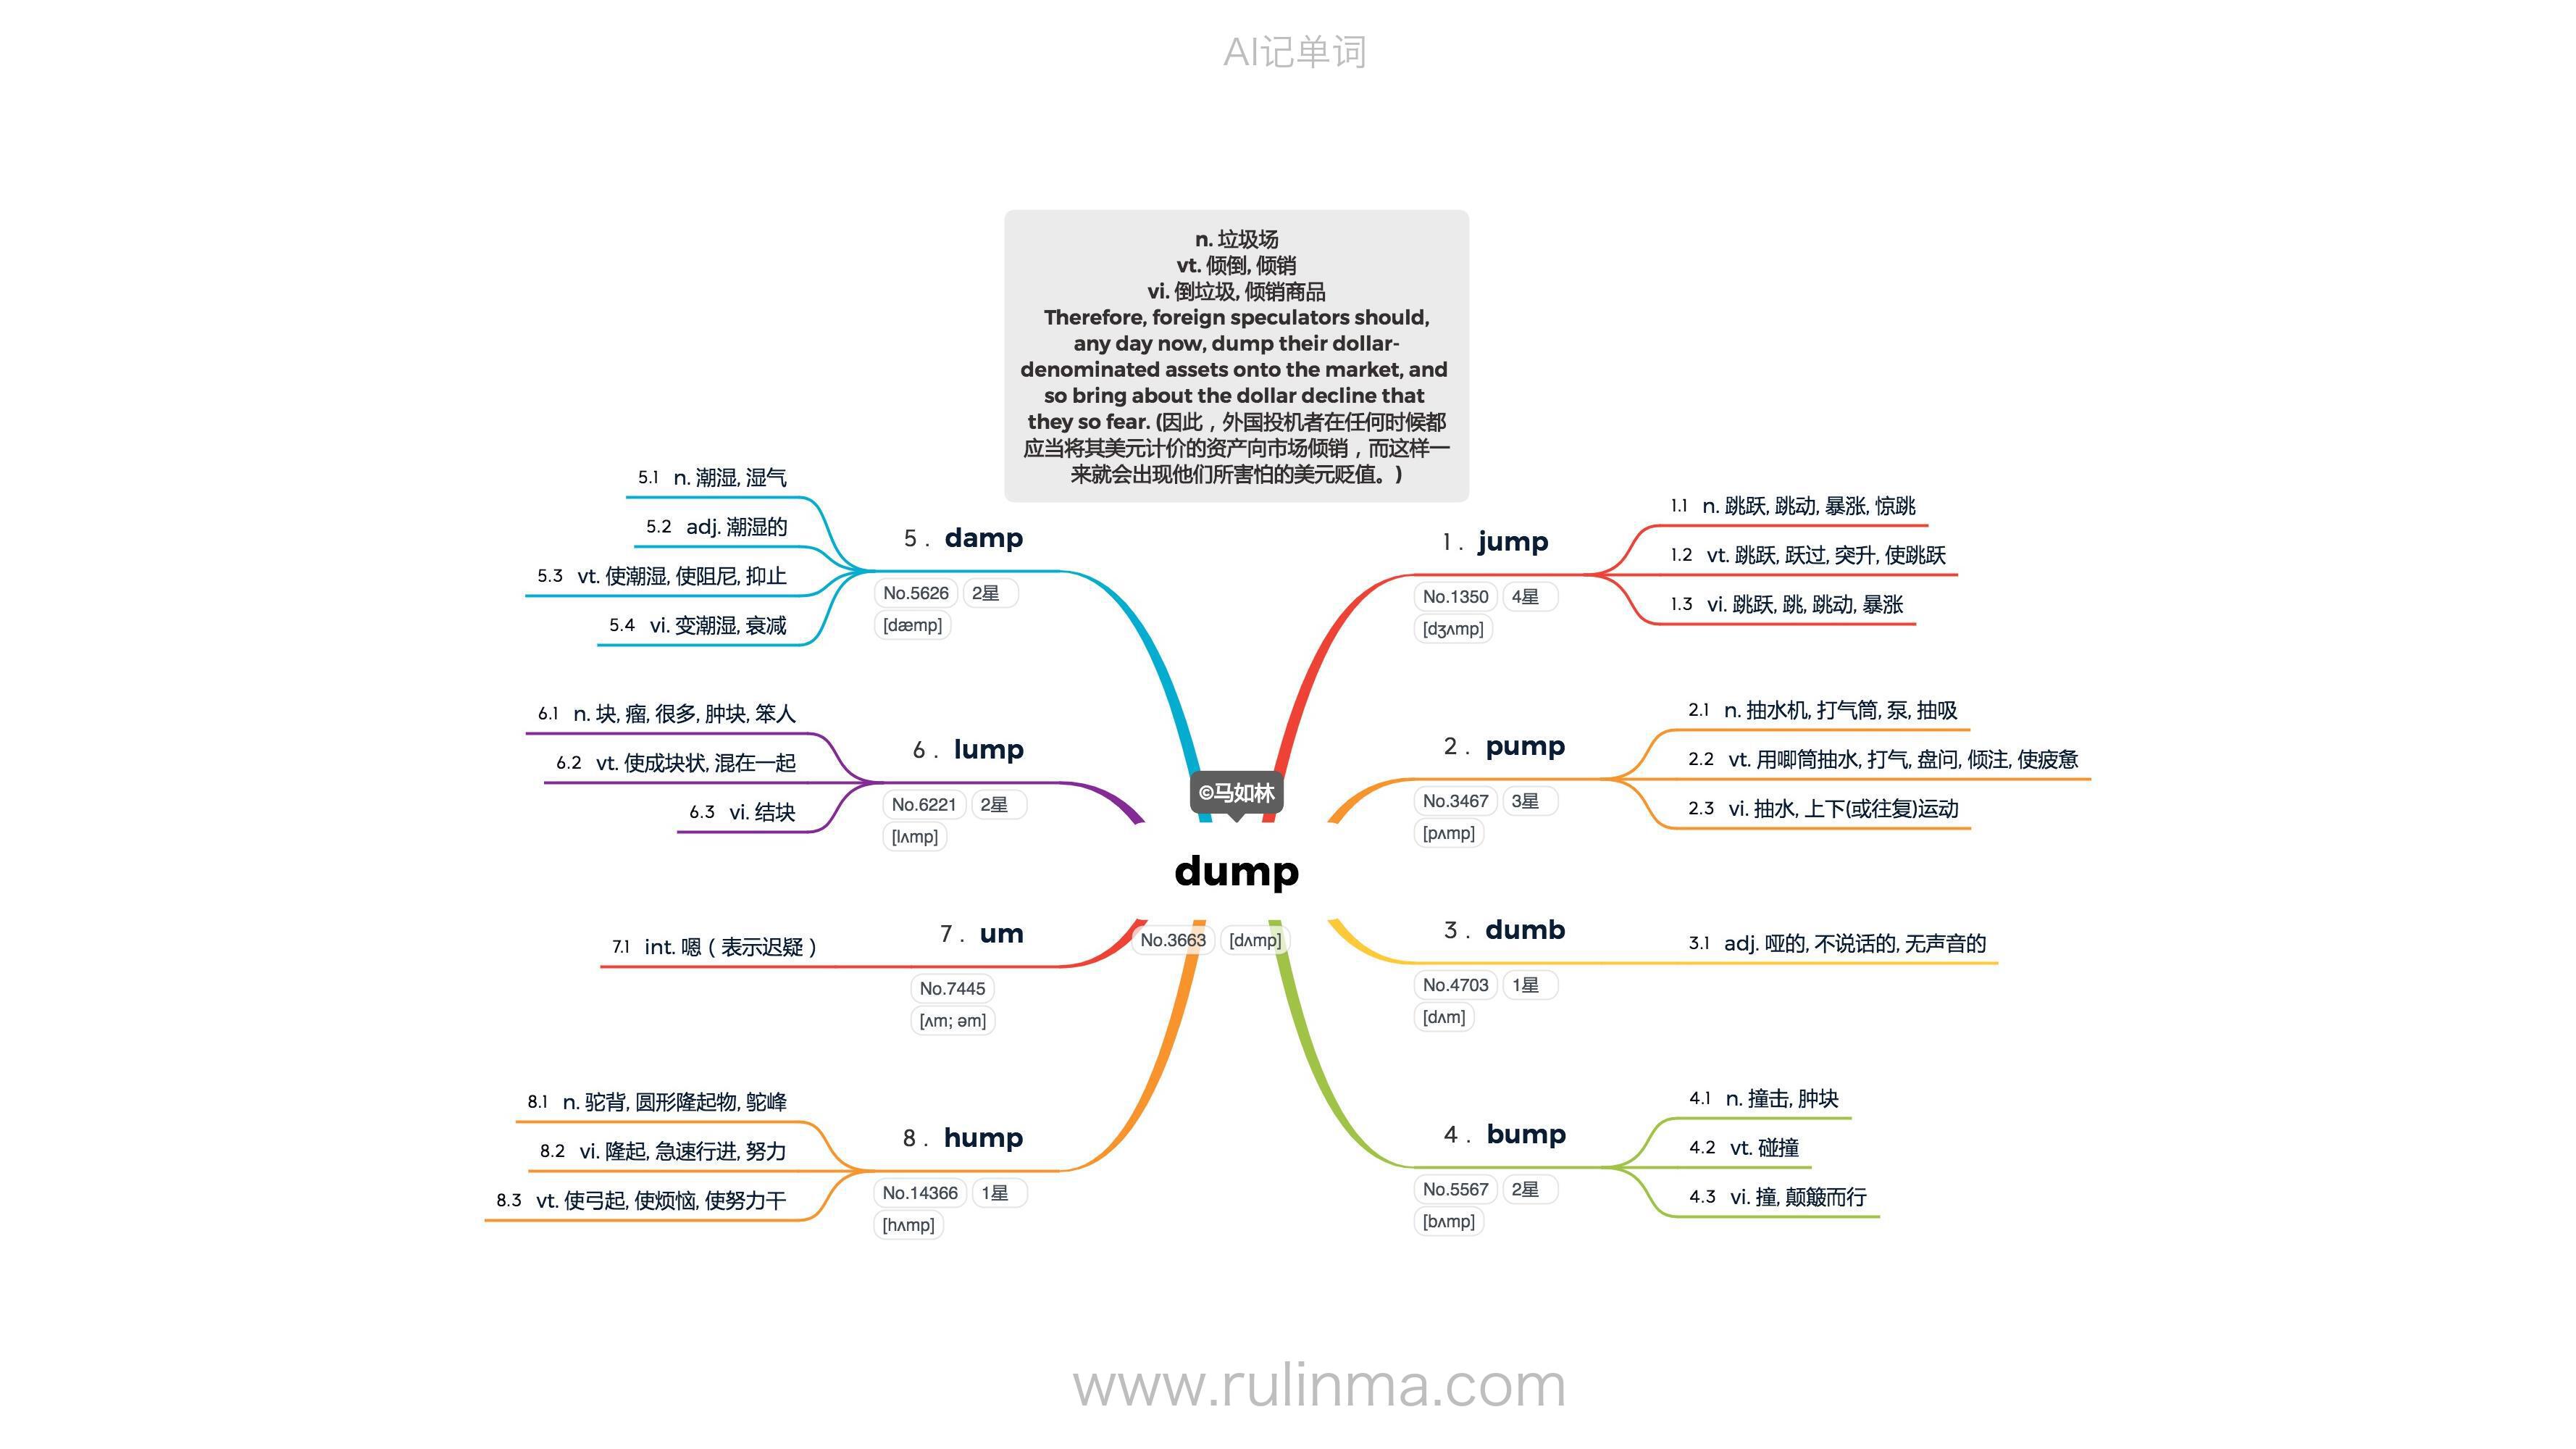 AI记单词
n. 垃圾场
vt. 倾倒, 倾销
vi. 倒垃圾, 倾销商品
Therefore, foreign speculators should,
any day now, dump their dollar-
denominated assets onto the market, and
so bring about the dollar decline that
they so fear. (因此，外国投机者在任何时候都
应当将其美元计价的资产向市场倾销，而这样一
来就会出现他们所害怕的美元贬值。)
©马如林
dump
No.3663 [dʌmp]
1. jump
No.1350 4星
[dʒʌmp]
1.1 n. 跳跃, 跳动, 暴涨, 惊跳
1.2 vt. 跳跃, 跃过, 突升, 使跳跃
1.3 vi. 跳跃, 跳, 跳动, 暴涨
2. pump
No.3467 3星
[pʌmp]
2.1 n. 抽水机, 打气筒, 泵, 抽吸
2.2 vt. 用唧筒抽水, 打气, 盘问, 倾注, 使疲惫
2.3 vi. 抽水, 上下(或往复)运动
3. dumb
No.4703 1星
[dʌm]
3.1 adj. 哑的, 不说话的, 无声音的
4. bump
No.5567 2星
[bʌmp]
4.1 n. 撞击, 肿块
4.2 vt. 碰撞
4.3 vi. 撞, 颠簸而行
5. damp
No.5626 2星
[dæmp]
5.1 n. 潮湿, 湿气
5.2 adj. 潮湿的
5.3 vt. 使潮湿, 使阻尼, 抑止
5.4 vi. 变潮湿, 衰减
6. lump
No.6221 2星
[lʌmp]
6.1 n. 块, 瘤, 很多, 肿块, 笨人
6.2 vt. 使成块状, 混在一起
6.3 vi. 结块
7. um
No.7445
[ʌm; əm]
7.1 int. 嗯（表示迟疑）
8. hump
No.14366 1星
[hʌmp]
8.1 n. 驼背, 圆形隆起物, 鸵峰
8.2 vi. 隆起, 急速行进, 努力
8.3 vt. 使弓起, 使烦恼, 使努力干
www.rulinma.com